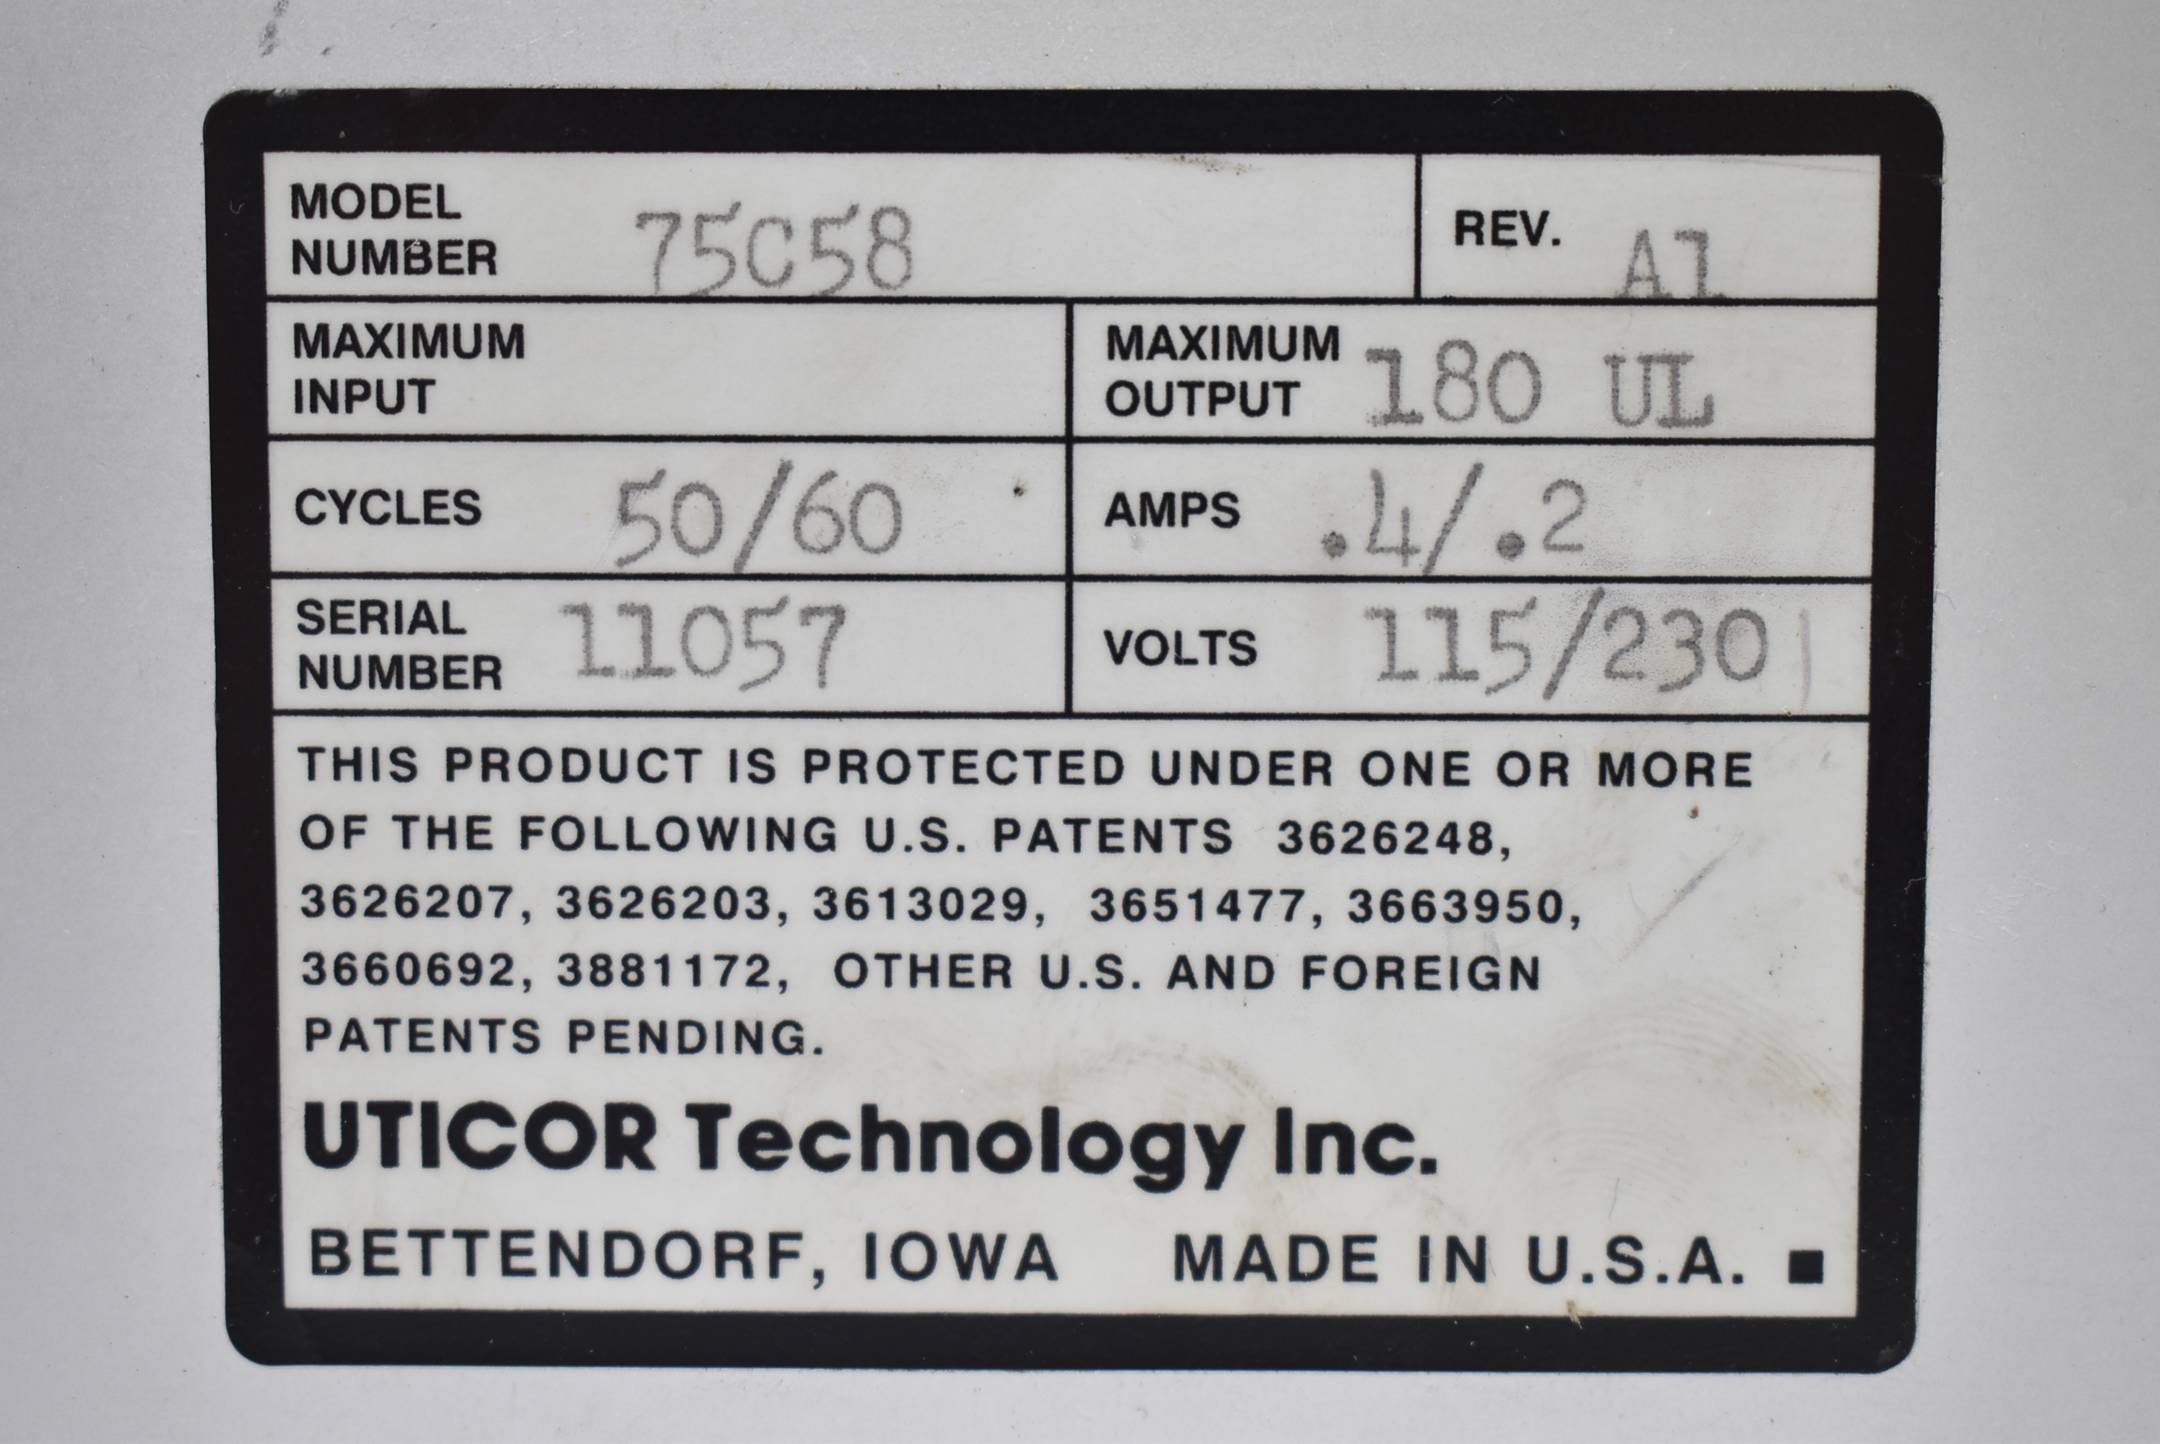 MODEL NUMBER 75C58 REV. A1
MAXIMUM INPUT MAXIMUM OUTPUT 180 UL
CYCLES 50/60 AMPS .4/.2
SERIAL NUMBER 11057 VOLTS 115/230
THIS PRODUCT IS PROTECTED UNDER ONE OR MORE
OF THE FOLLOWING U.S. PATENTS 3626248,
3626207, 3626203, 3613029, 3651477, 3663950,
3660692, 3881172, OTHER U.S. AND FOREIGN
PATENTS PENDING.
UTICOR Technology Inc.
BETTENDORF, IOWA MADE IN U.S.A. ■